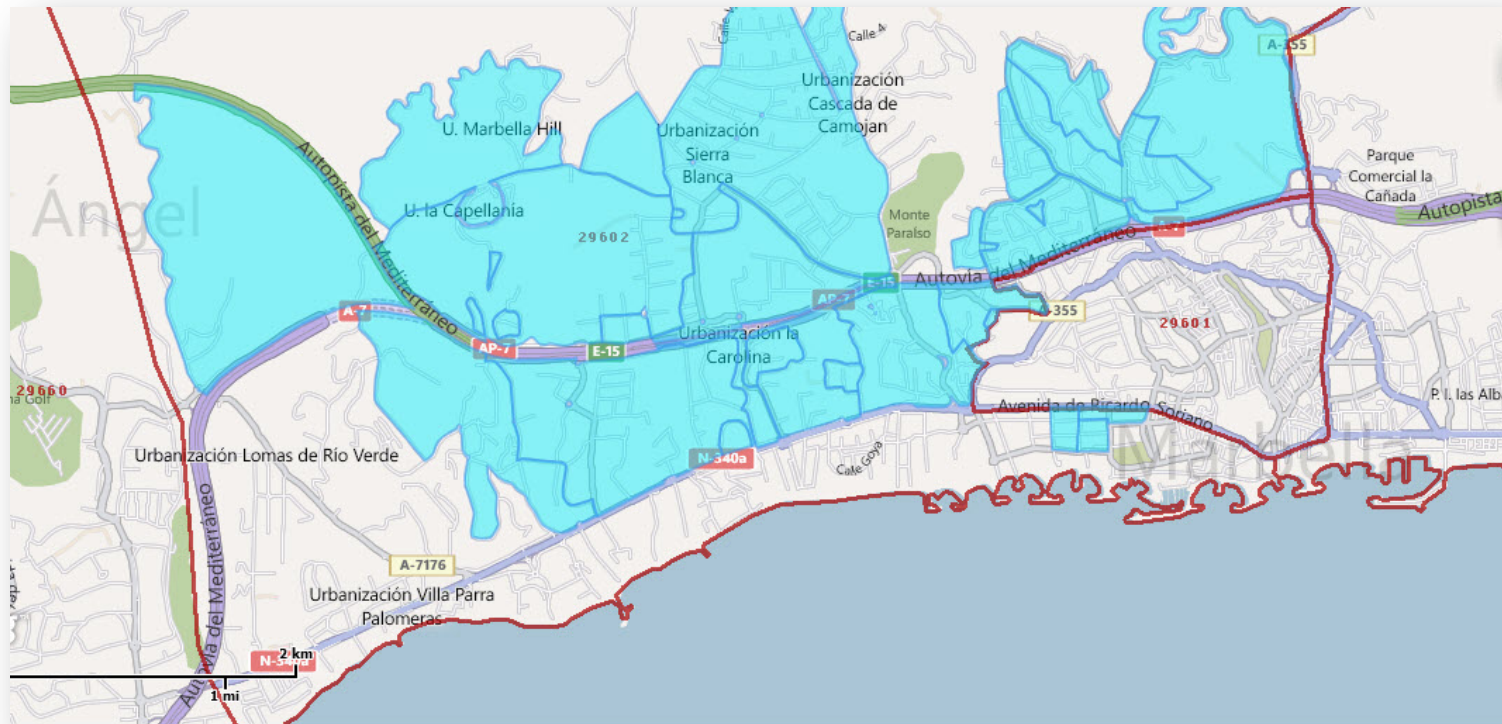 Calle 4
A-355
Urbanización
Cascada de
Camojan
U. Marbella Hill
Urbanización
Sierra
Blanca
Autopista del Mediterráneo
Parque
Comercial la
Cañada
Ángel
U. la Capellanía
Monte
Paraíso
Autopista
29602
Autovía del Mediterráneo
E-15
AP-7
A-7
A-355
29601
Urbanización la
Carolina
AP-7
E-15
29660
Avenida de Ricardo Soriano
P. I. las Alba
Marbella
Urbanización Lomas de Río Verde
N-340a
Calle Goya
Autovía del Mediterráneo
A-7176
Urbanización Villa Parra
Palomeras
N-340a
2 km
1 mi